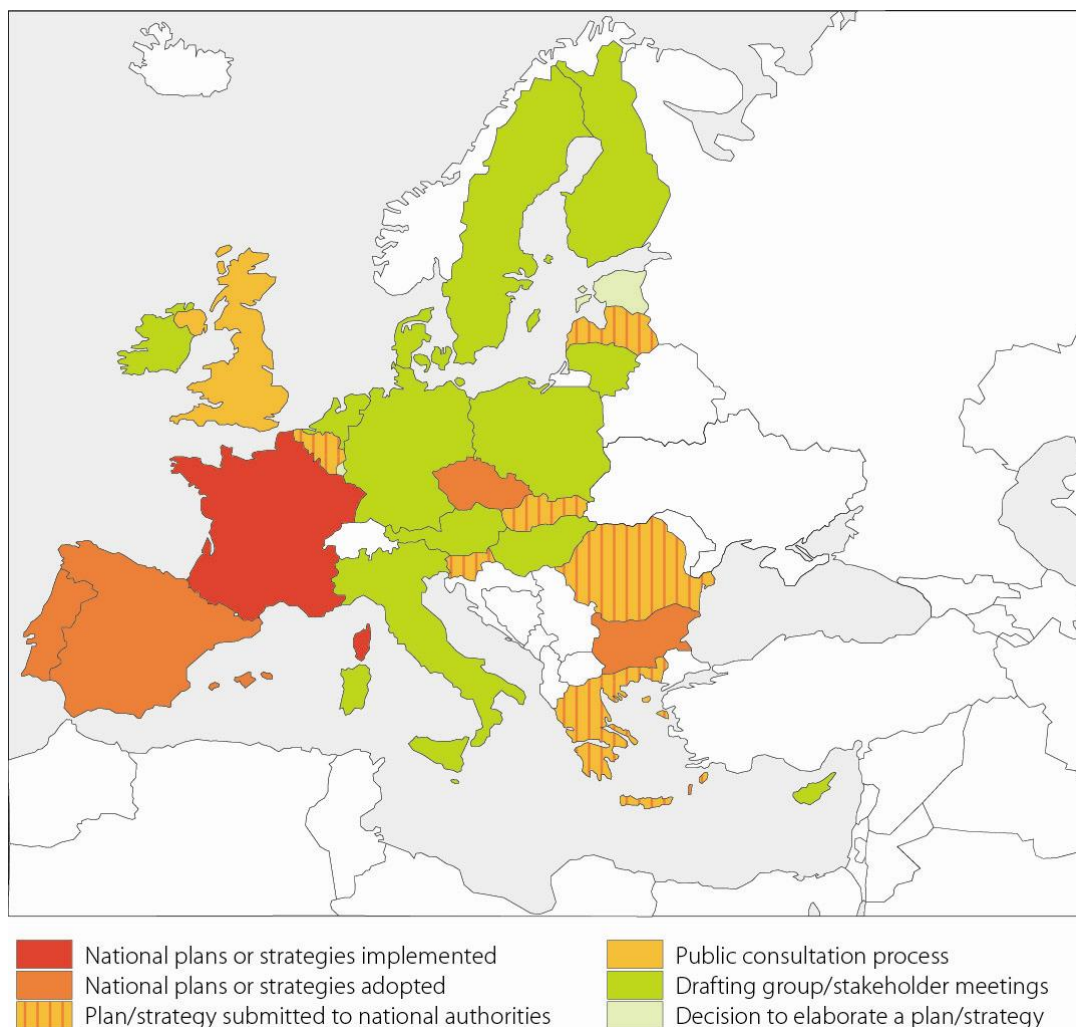 National plans or strategies implemented
National plans or strategies adopted
Plan/strategy submitted to national authorities
Public consultation process
Drafting group/stakeholder meetings
Decision to elaborate a plan/strategy